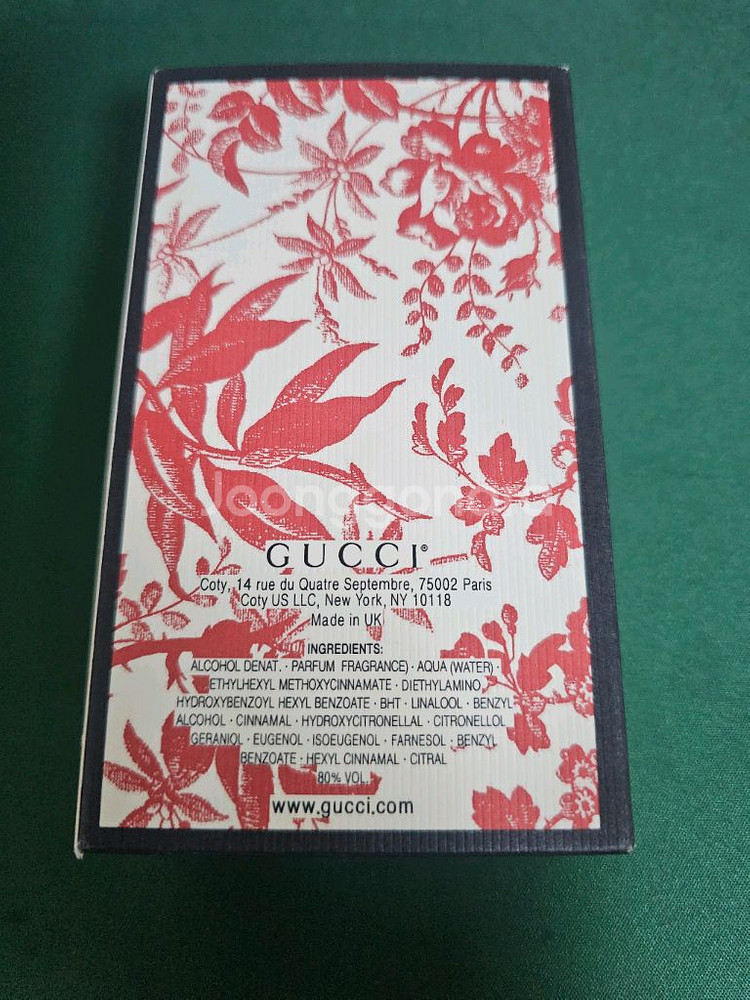 Joonggonara
GUCCI®
Coty, 14 rue du Quatre Septembre, 75002 Paris
Coty US LLC, New York, NY 10118
Made in UK
INGREDIENTS:
ALCOHOL DENAT. · PARFUM FRAGRANCE) · AQUA (WATER) ·
ETHYLHEXYL METHOXYCINNAMATE · DIETHYLAMINO
HYDROXYBENZOYL HEXYL BENZOATE · BHT · LINALOOL · BENZYL
ALCOHOL · CINNAMAL · HYDROXYCITRONELLAL · CITRONELLOL
GERANIOL · EUGENOL · ISOEUGENOL · FARNESOL · BENZYL
BENZOATE · HEXYL CINNAMAL · CITRAL
80% VOL.
www.gucci.com